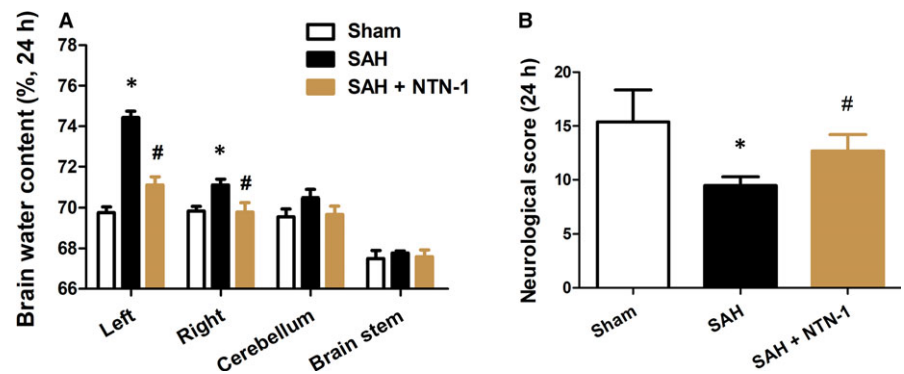 A
Brain water content (%, 24 h)
78
76
74
72
70
68
66
Sham
SAH
SAH + NTN-1
*
#
*
#
Left
Right
Cerebellum
Brain stem
B
Neurological score (24 h)
20
15
10
5
0
*
#
Sham
SAH
SAH + NTN-1